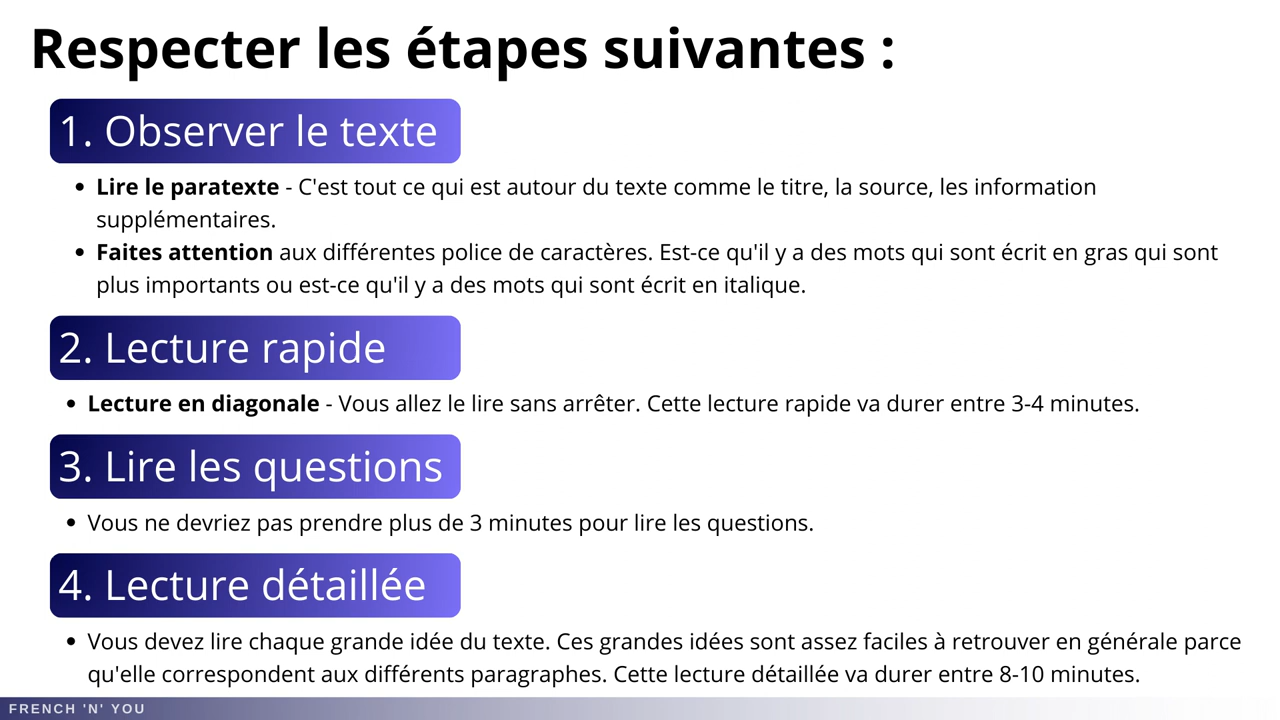 Respecter les étapes suivantes :
1. Observer le texte
• Lire le paratexte - C'est tout ce qui est autour du texte comme le titre, la source, les information
supplémentaires.
• Faites attention aux différentes police de caractères. Est-ce qu'il y a des mots qui sont écrit en gras qui sont
plus importants ou est-ce qu'il y a des mots qui sont écrit en italique.
2. Lecture rapide
• Lecture en diagonale - Vous allez le lire sans arrêter. Cette lecture rapide va durer entre 3-4 minutes.
3. Lire les questions
• Vous ne devriez pas prendre plus de 3 minutes pour lire les questions.
4. Lecture détaillée
• Vous devez lire chaque grande idée du texte. Ces grandes idées sont assez faciles à retrouver en générale parce
qu'elle correspondent aux différents paragraphes. Cette lecture détaillée va durer entre 8-10 minutes.
FRENCH 'N' YOU